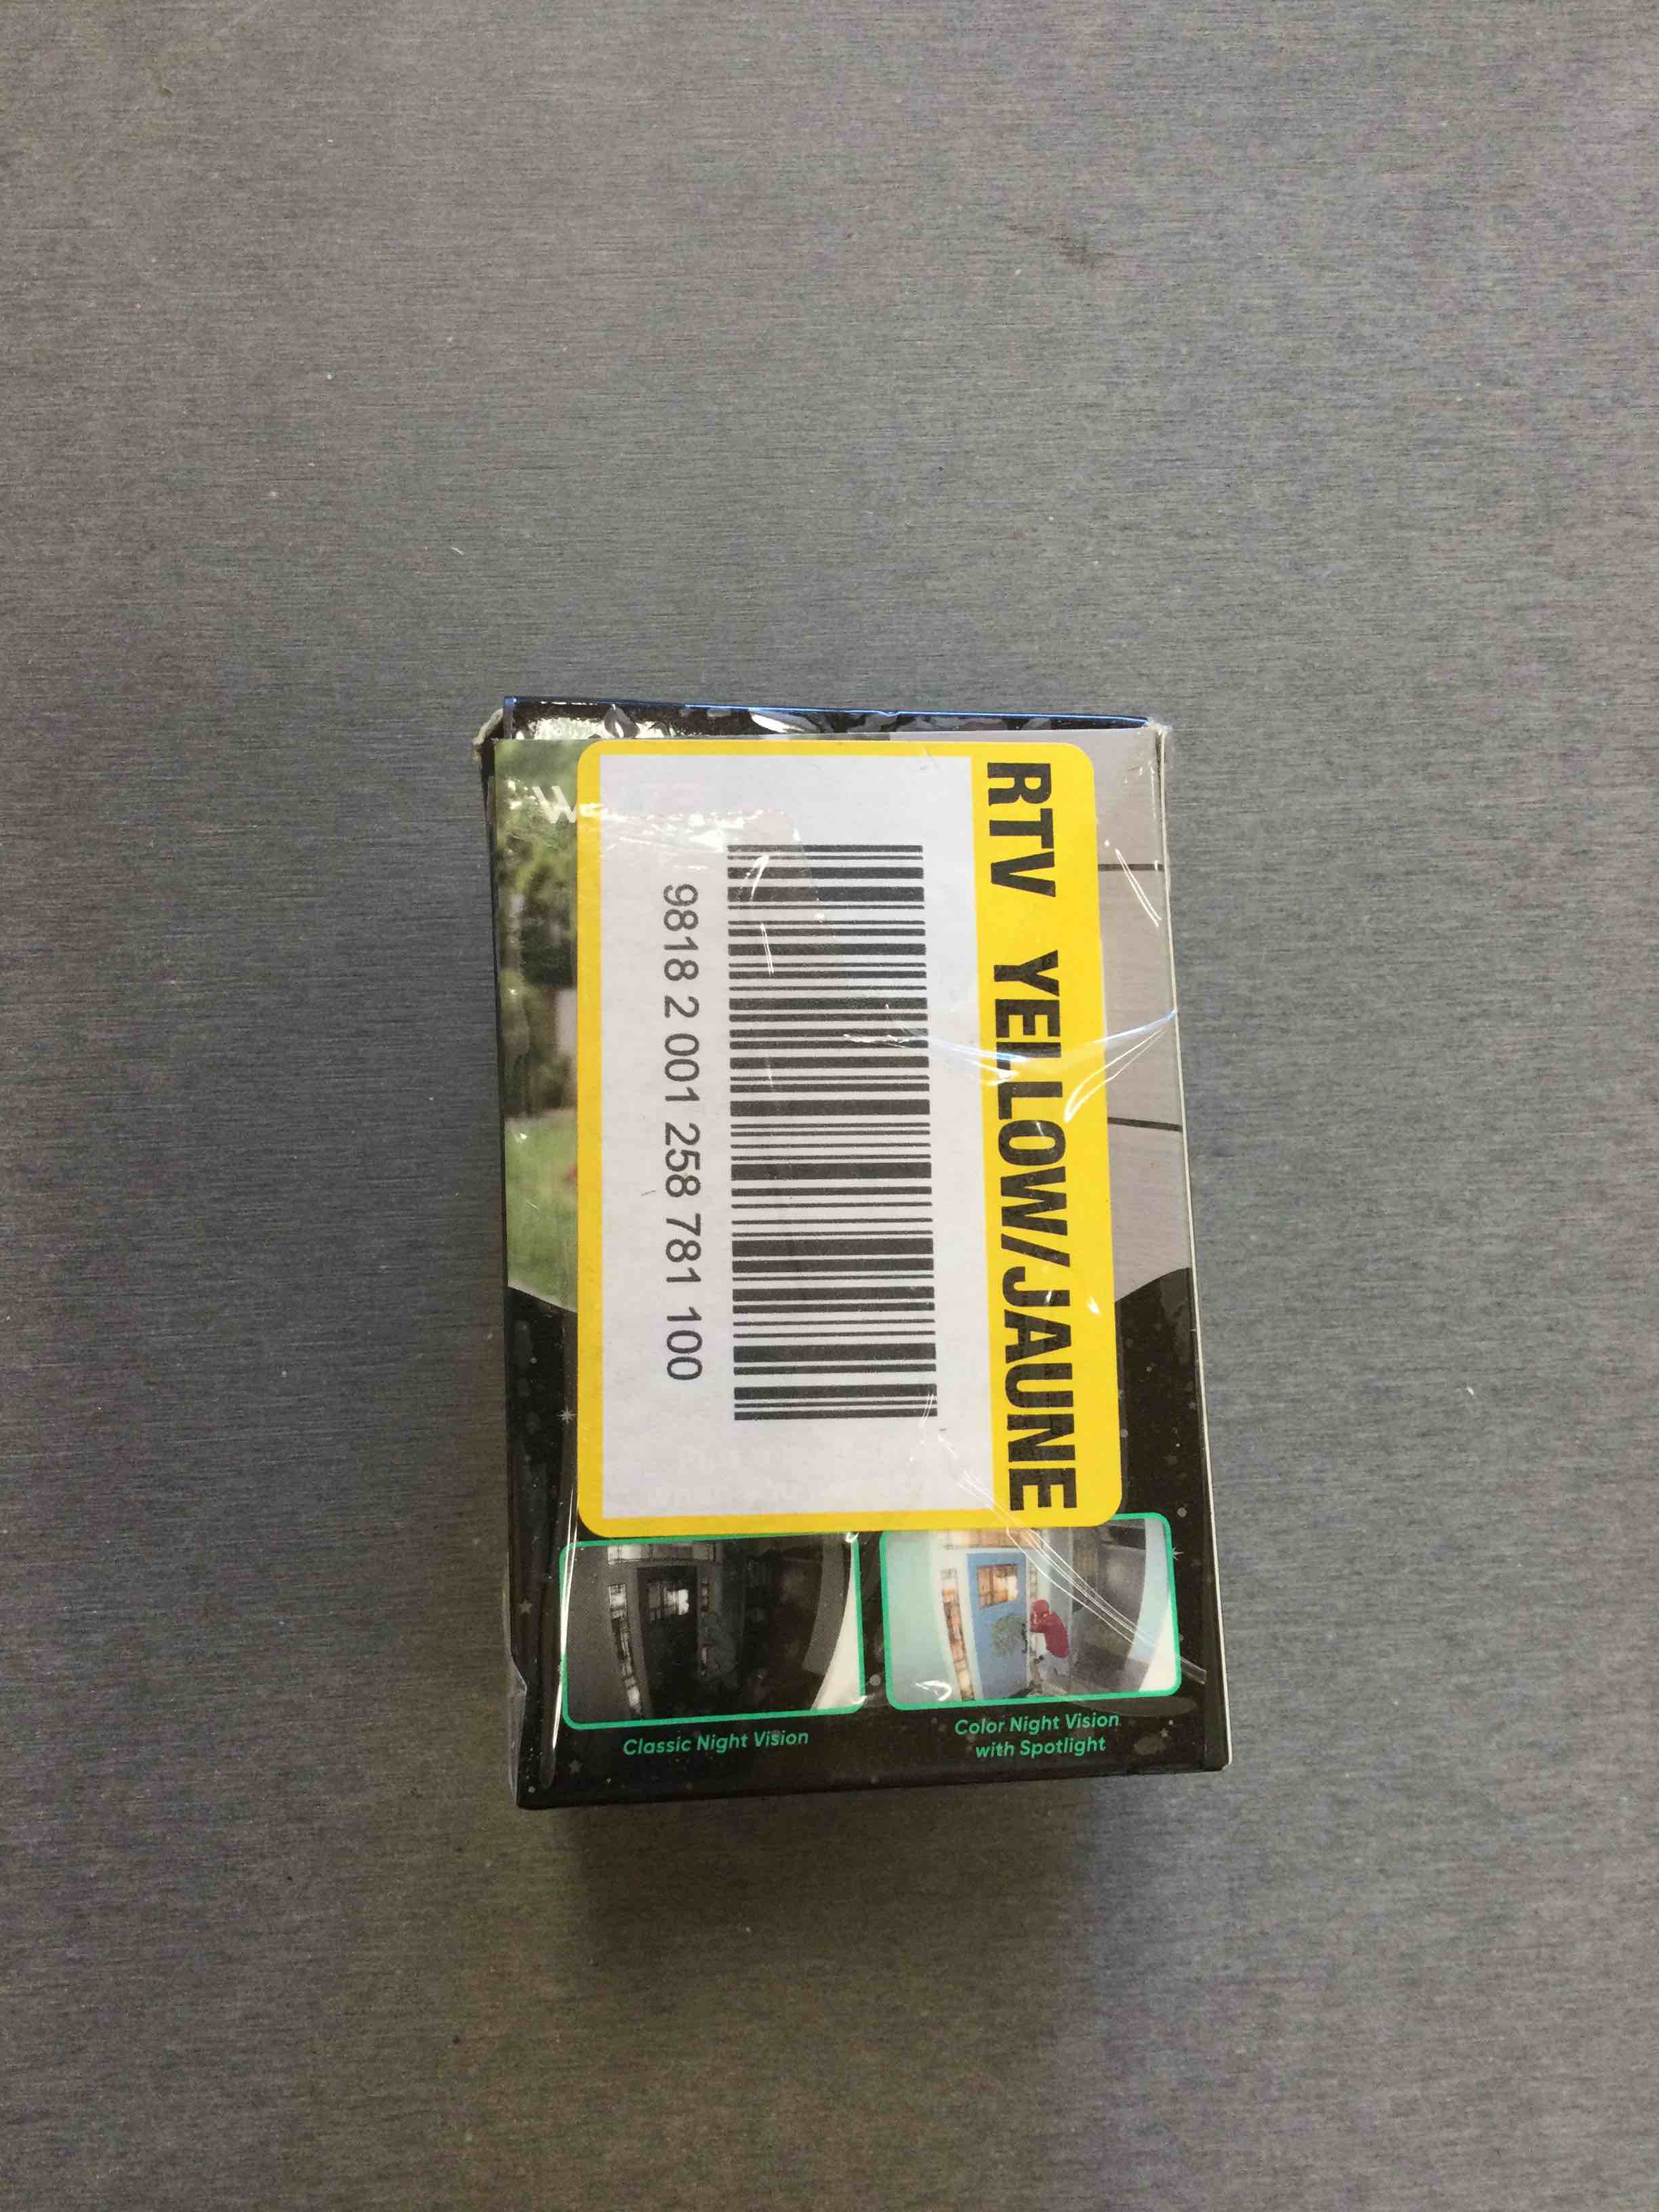 RTV YELLOW/JAUNE
9818 2 001 258 781 100
Classic Night Vision
Color Night Vision
with Spotlight